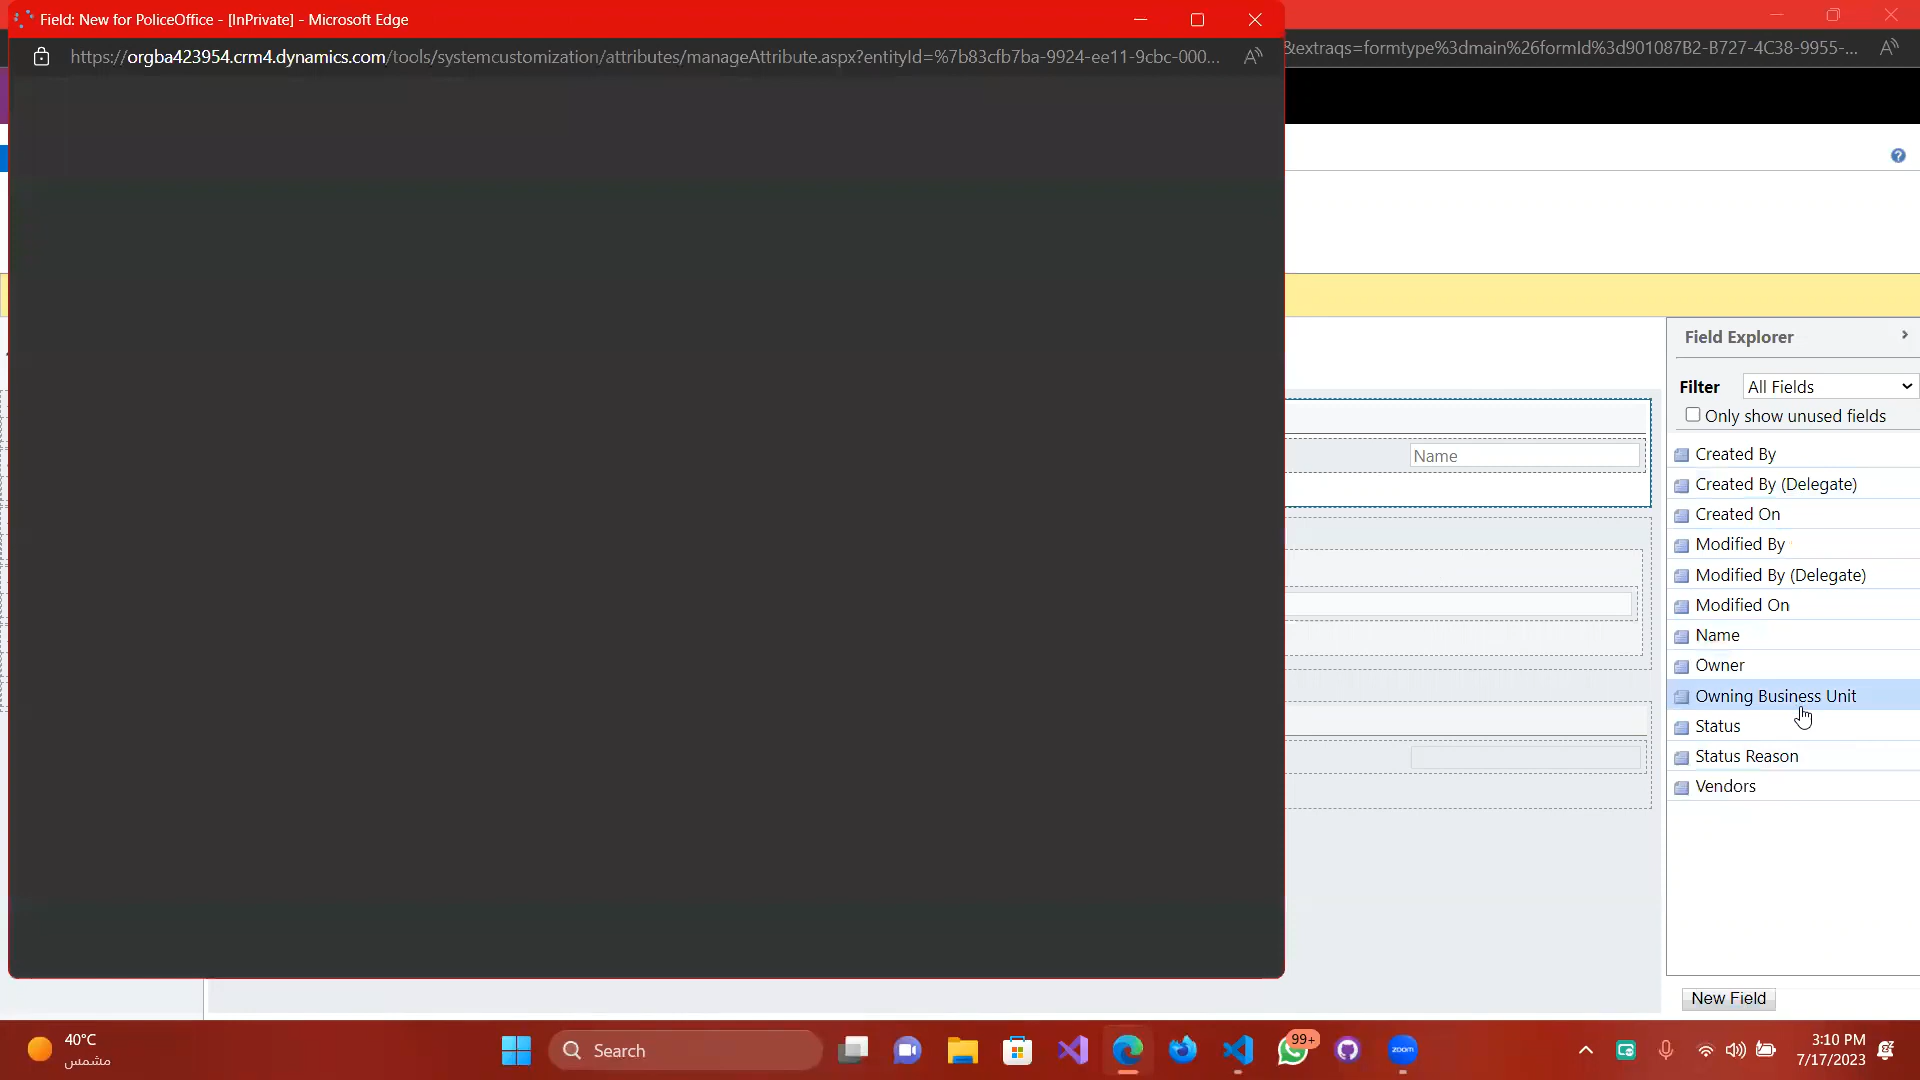 Field: New for PoliceOffice - [InPrivate] - Microsoft Edge
https://orgba423954.crm4.dynamics.com/tools/systemcustomization/attributes/manageAttribute.aspx?entityId=%7b83cfb7ba-9924-ee11-9cbc-000...
&extraqs=formtype%3dmain%26formId%3d901087B2-B727-4C38-9955-...
Field Explorer
Filter
All Fields
Only show unused fields
Created By
Created By (Delegate)
Created On
Modified By
Modified By (Delegate)
Modified On
Name
Owner
Owning Business Unit
Status
Status Reason
Vendors
Name
New Field
40°C
مشمس
Search
99+
zoom
3:10 PM
7/17/2023